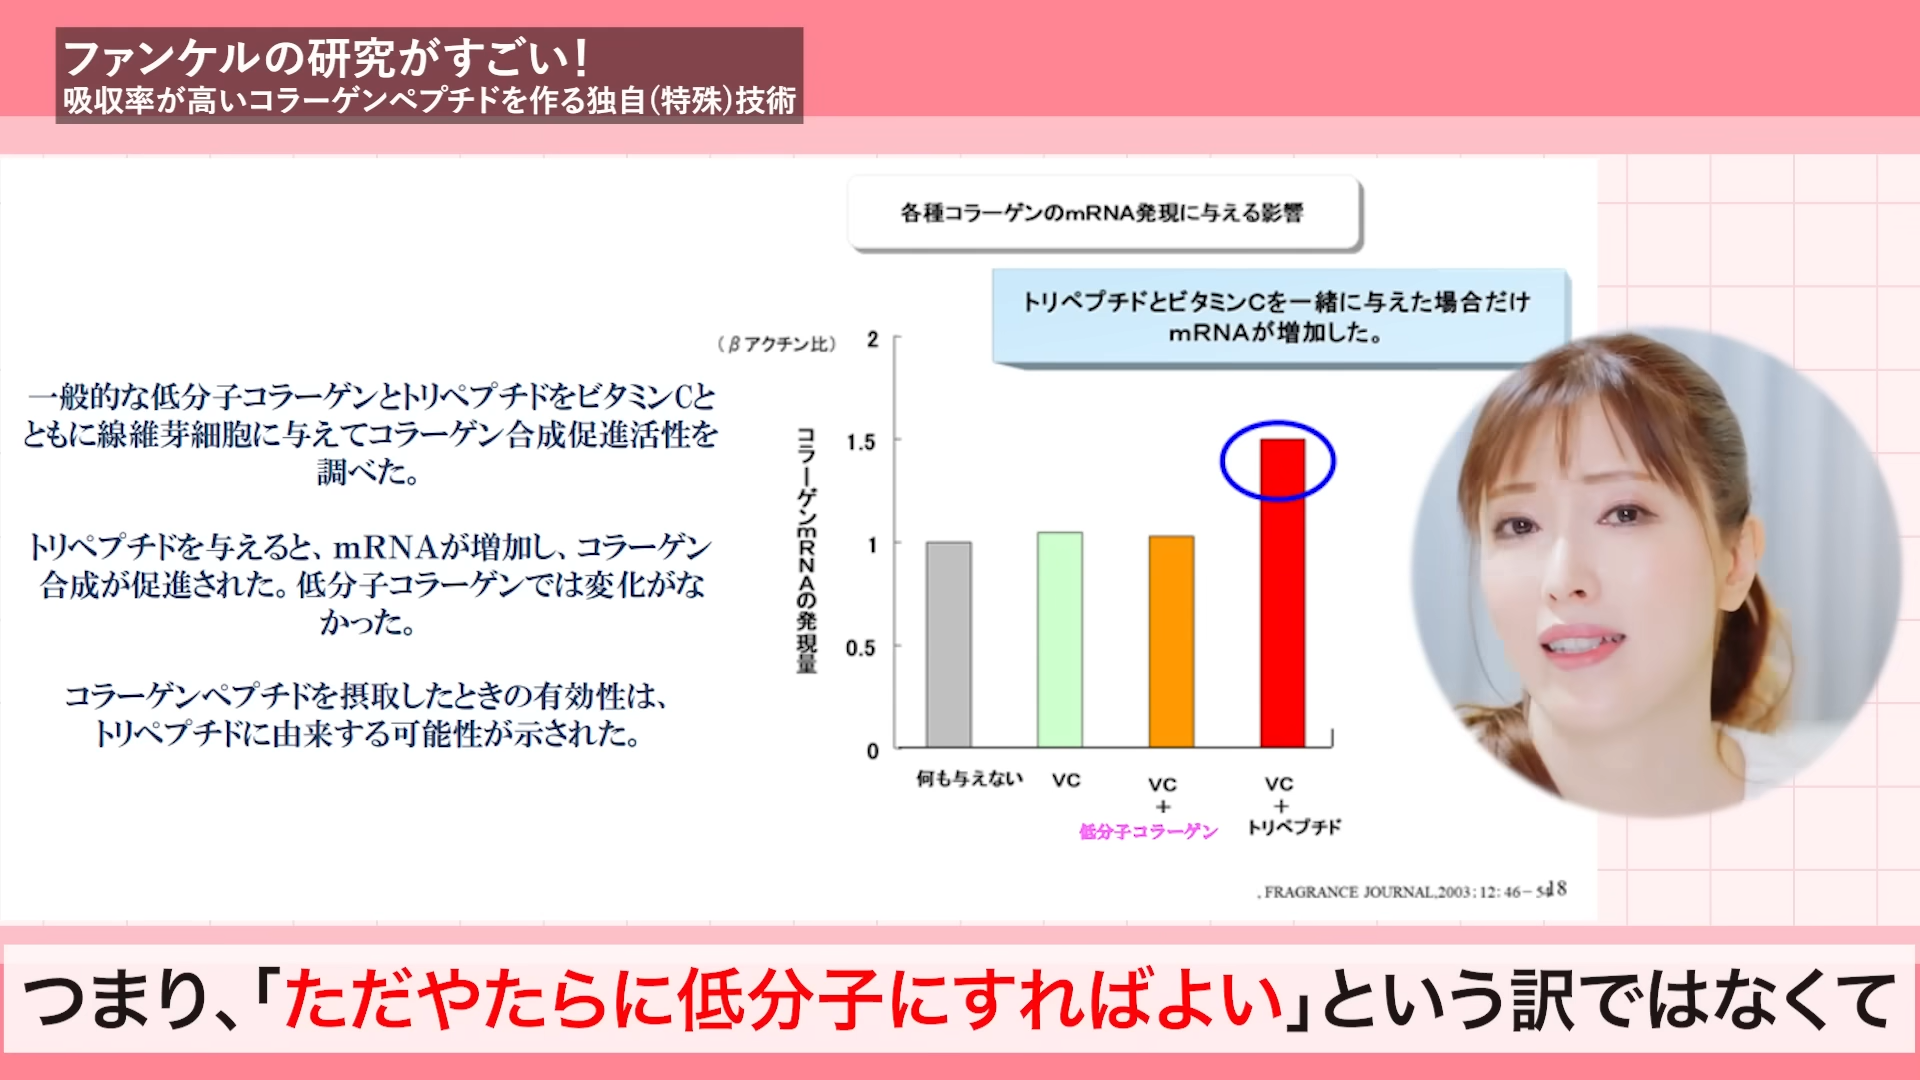 ファンケルの研究がすごい！
吸収率が高いコラーゲンペプチドを作る独自（特殊）技術
各種コラーゲンのmRNA発現に与える影響
トリペプチドとビタミンCを一緒に与えた場合だけ
mRNAが増加した。
一般的な低分子コラーゲンとトリペプチドをビタミンCと
ともに線維芽細胞に与えてコラーゲン合成促進活性を
調べた。
トリペプチドを与えると、mRNAが増加し、コラーゲン
合成が促進された。低分子コラーゲンでは変化がな
かった。
コラーゲンペプチドを摂取したときの有効性は、
トリペプチドに由来する可能性が示された。
（βアクチン比）
コラーゲンmRNAの発現量
2
1.5
1
0.5
0
何も与えない
VC
VC
+
低分子コラーゲン
VC
+
トリペプチド
, FRAGRANCE JOURNAL,2003;12:46-
18
つまり、「ただやたらに低分子にすればよい」という訳ではなくて